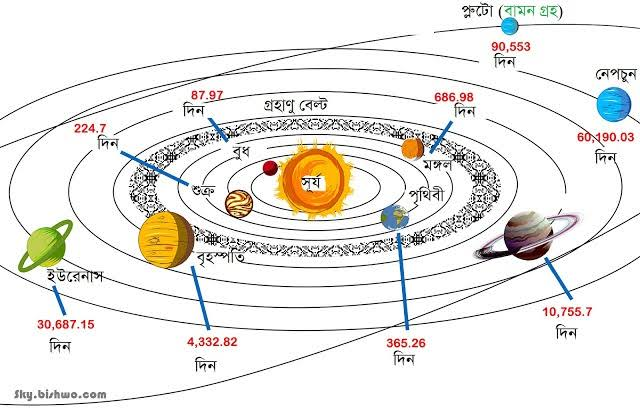 প্লুটো (বামন গ্রহ)
90,553
দিন
নেপচুন
60,190.03
দিন
87.97
দিন
গ্রহাণু বেল্ট
686.98
দিন
224.7
দিন
বুধ
মঙ্গল
শুক্র
সূর্য
পৃথিবী
বৃহস্পতি
ইউরেনাস
30,687.15
দিন
4,332.82
দিন
365.26
দিন
10,755.7
দিন
Sky.bishwo.com